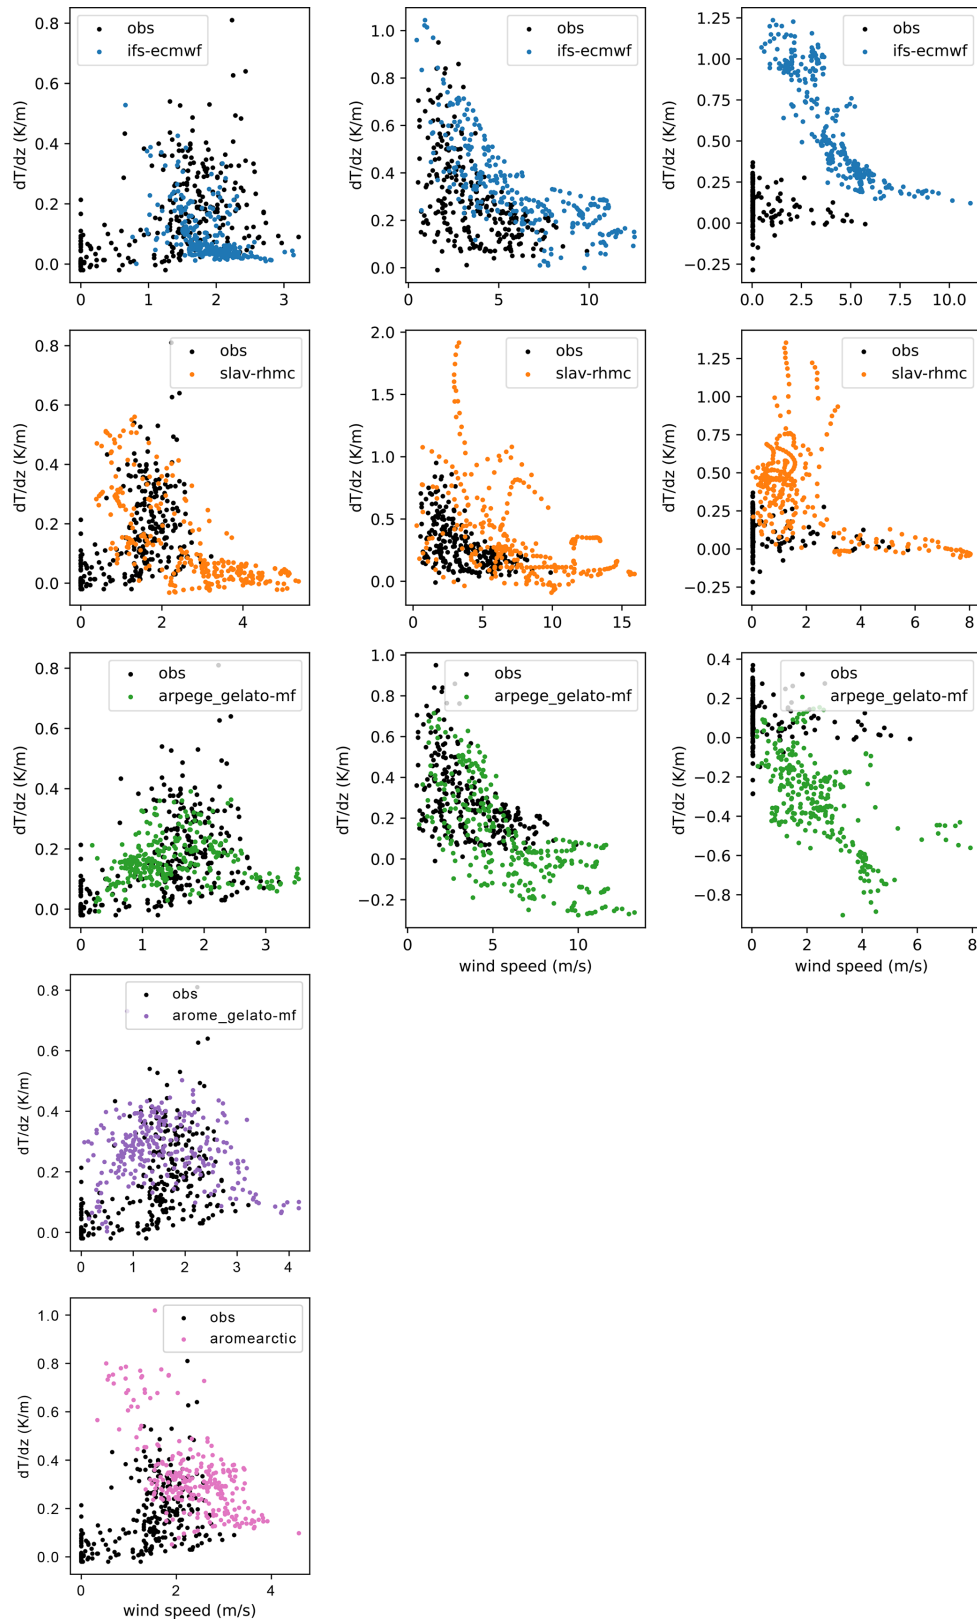 obs
ifs-ecmwf
dT/dz (K/m)
0.8
0.6
0.4
0.2
0.0
0 1 2 3
obs
ifs-ecmwf
dT/dz (K/m)
1.0
0.8
0.6
0.4
0.2
0.0
0 5 10
obs
ifs-ecmwf
dT/dz (K/m)
1.25
1.00
0.75
0.50
0.25
0.00
−0.25
0.0 2.5 5.0 7.5 10.0
obs
slav-rhmc
dT/dz (K/m)
0.8
0.6
0.4
0.2
0.0
0 2 4
obs
slav-rhmc
dT/dz (K/m)
2.0
1.5
1.0
0.5
0.0
0 5 10 15
obs
slav-rhmc
dT/dz (K/m)
1.25
1.00
0.75
0.50
0.25
0.00
−0.25
0 2 4 6 8
obs
arpege_gelato-mf
dT/dz (K/m)
0.8
0.6
0.4
0.2
0.0
0 1 2 3
obs
arpege_gelato-mf
dT/dz (K/m)
1.0
0.8
0.6
0.4
0.2
0.0
−0.2
0 5 10
wind speed (m/s)
obs
arpege_gelato-mf
dT/dz (K/m)
0.4
0.2
0.0
−0.2
−0.4
−0.6
−0.8
0 2 4 6 8
wind speed (m/s)
obs
arome_gelato-mf
dT/dz (K/m)
0.8
0.6
0.4
0.2
0.0
0 1 2 3 4
obs
aromearctic
dT/dz (K/m)
1.0
0.8
0.6
0.4
0.2
0.0
0 2 4
wind speed (m/s)